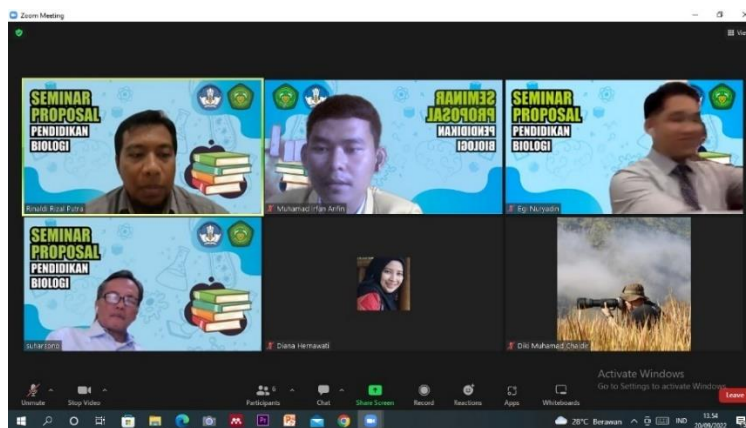 Zoom Meeting
View
SEMINAR
PROPOSAL
PENDIDIKAN
BIOLOGI
Rinaldi Rizal Putra
SEMINAR
PROPOSAL
PENDIDIKAN
BIOLOGI
Muhamad Irfan Arifin
SEMINAR
PROPOSAL
PENDIDIKAN
BIOLOGI
Egi Nuryadin
SEMINAR
PROPOSAL
PENDIDIKAN
BIOLOGI
suharsono
Diana Hernawati
Diki Muhamad Chaidir
Activate Windows
Go to Settings to activate Windows.
Unmute
Stop Video
6
Participants
Chat
Share Screen
Record
Reactions
Apps
Whiteboards
Leave
28°C Berawan
IND
13.54
20/09/2022